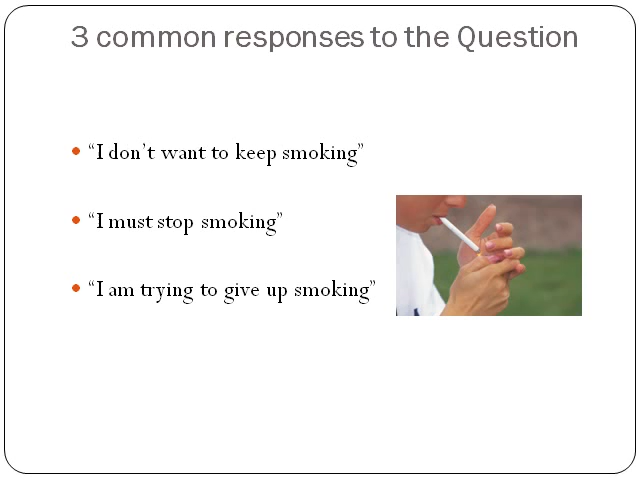 3 common responses to the Question
• “I don’t want to keep smoking”
• “I must stop smoking”
• “I am trying to give up smoking”